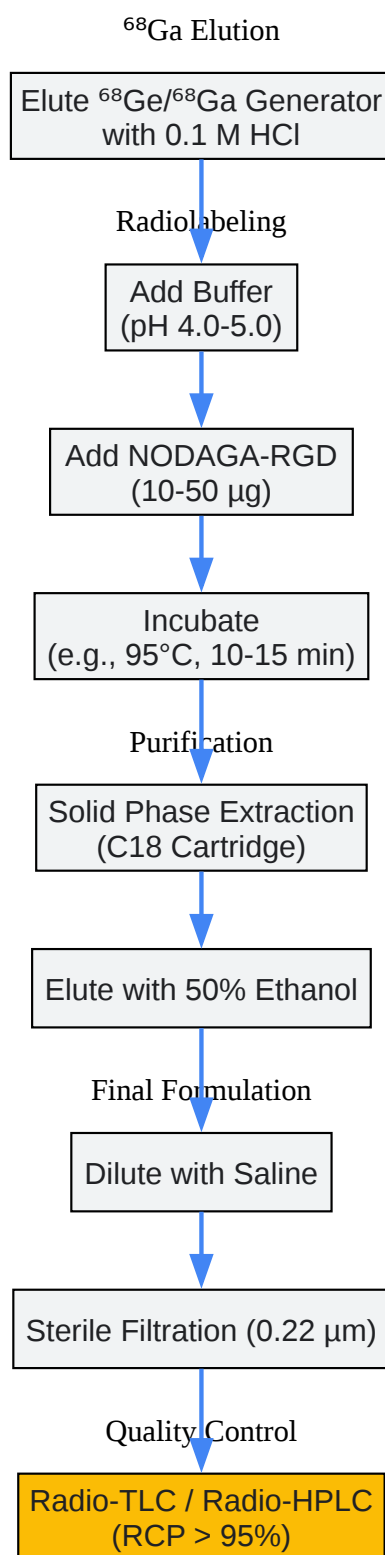 ⁶⁸Ga Elution
Elute ⁶⁸Ge/⁶⁸Ga Generator
with 0.1 M HCl
Radiolabeling
Add Buffer
(pH 4.0-5.0)
Add NODAGA-RGD
(10-50 µg)
Incubate
(e.g., 95°C, 10-15 min)
Purification
Solid Phase Extraction
(C18 Cartridge)
Elute with 50% Ethanol
Final Formulation
Dilute with Saline
Sterile Filtration (0.22 µm)
Quality Control
Radio-TLC / Radio-HPLC
(RCP > 95%)